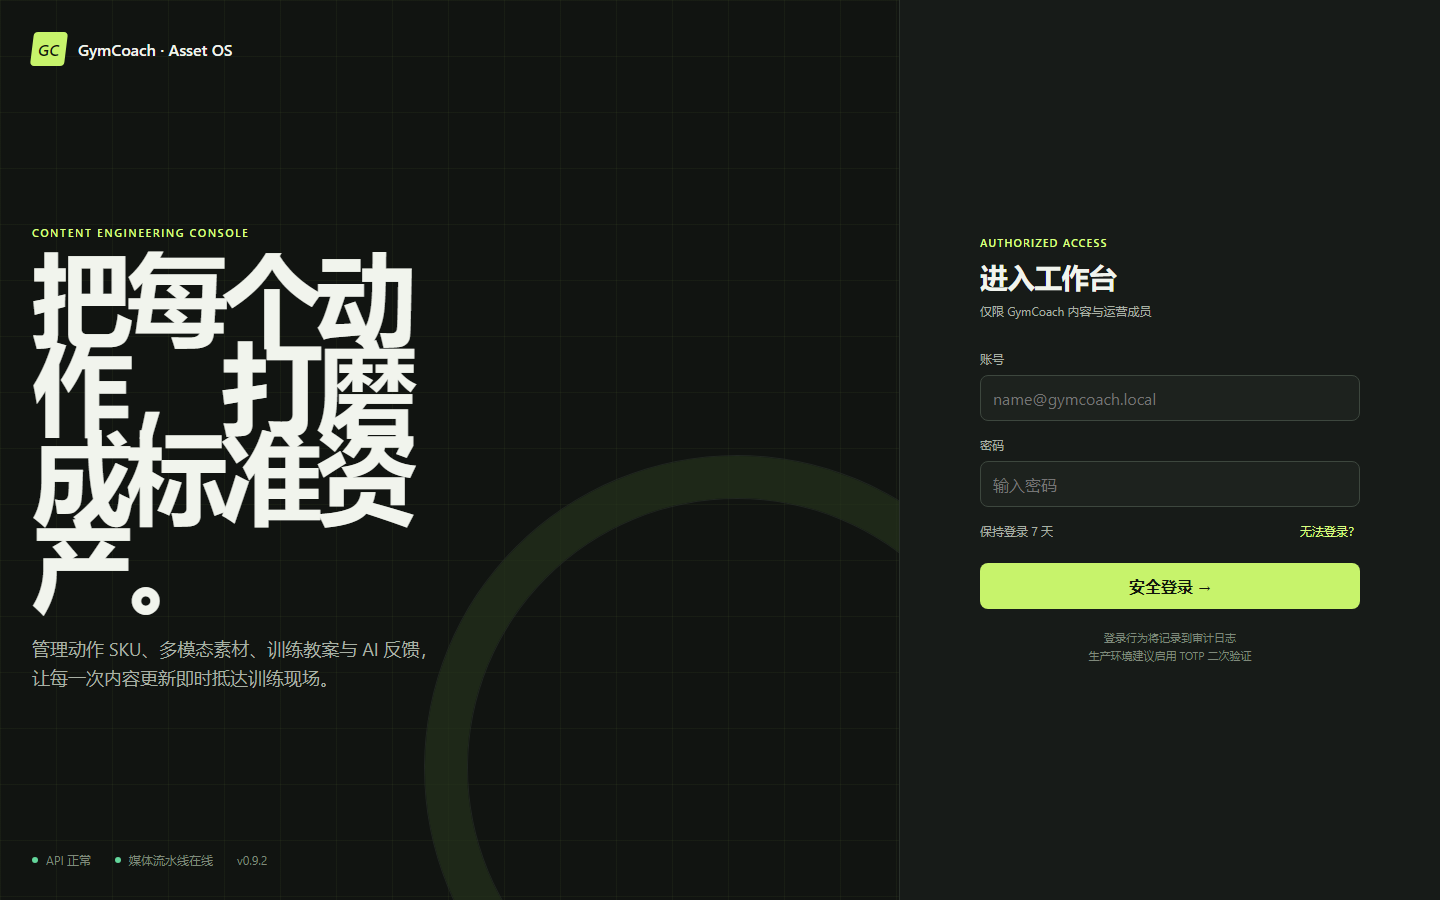 GC GymCoach · Asset OS
CONTENT ENGINEERING CONSOLE
把每个动
作，打磨
成标准资
产。
管理动作 SKU、多模态素材、训练教案与 AI 反馈，
让每一次内容更新即时抵达训练现场。
API 正常 媒体流水线在线 v0.9.2
AUTHORIZED ACCESS
进入工作台
仅限 GymCoach 内容与运营成员
账号
name@gymcoach.local
密码
输入密码
保持登录 7 天 无法登录?
安全登录 →
登录行为将记录到审计日志
生产环境建议启用 TOTP 二次验证